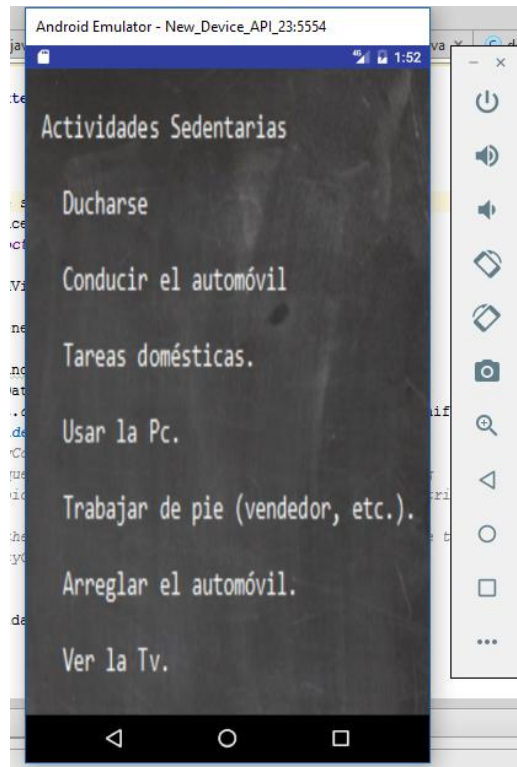 Android Emulator - New_Device_API_23:5554
1:52
Actividades Sedentarias
Ducharse
Conducir el automóvil
Tareas domésticas.
Usar la Pc.
Trabajar de pie (vendedor, etc.).
Arreglar el automóvil.
Ver la Tv.